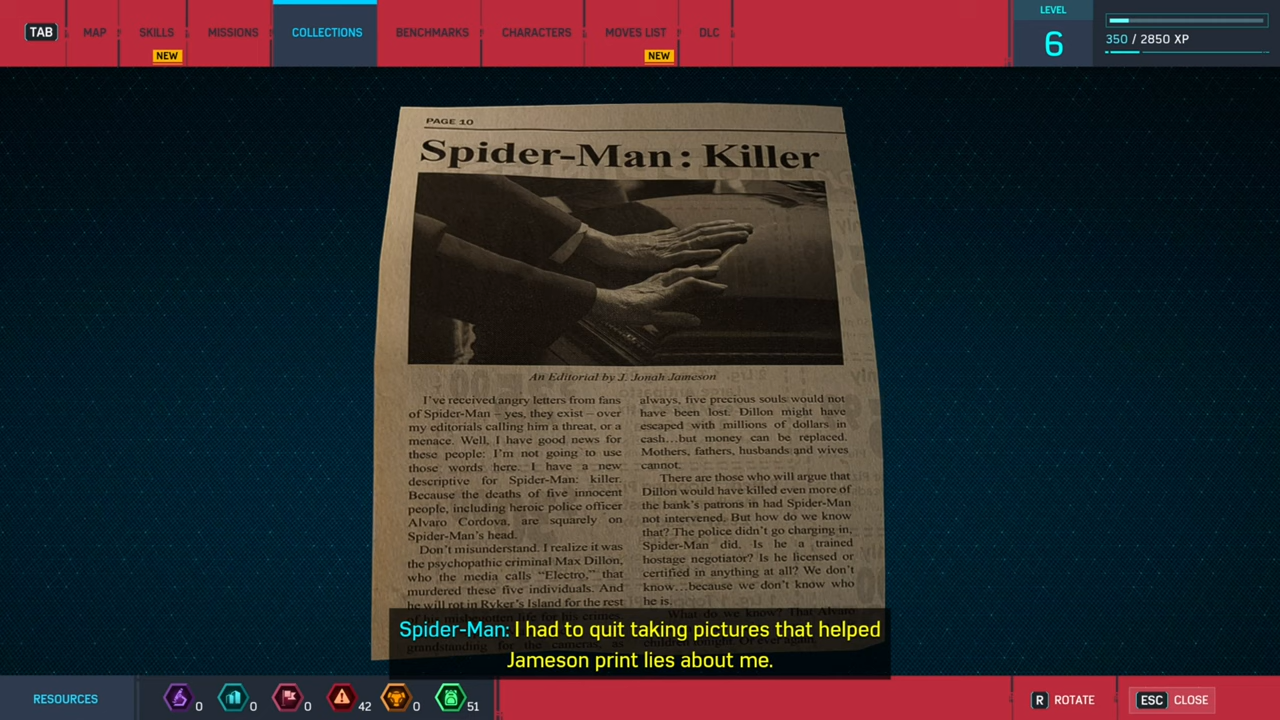 TAB
MAP
SKILLS
NEW
MISSIONS
COLLECTIONS
BENCHMARKS
CHARACTERS
MOVES LIST
NEW
DLC
LEVEL
6
350 / 2850 XP
PAGE 10
Spider-Man: Killer
An Editorial by J. Jonah Jameson
I've received angry letters from fans
of Spider-Man – yes, they exist – over
my editorials calling him a threat, or a
menace. Well, I have good news for
these people: I'm not going to use
those words here. I have a new
descriptive for Spider-Man: killer.
Because the deaths of five innocent
people, including heroic police officer
Alvaro Cordova, are squarely on
Spider-Man's head.
Don't misunderstand. I realize it was
the psychopathic criminal Max Dillon,
who the media calls "Electro," that
murdered these five individuals. And
he will rot in Ryker's Island for the rest
grandstanding for the cameras, as
always, five precious souls would not
have been lost. Dillon might have
escaped with millions of dollars in
cash...but money can be replaced.
Mothers, fathers, husbands and wives
cannot.
There are those who will argue that
Dillon would have killed even more of
the bank's patrons in had Spider-Man
not intervened. But how do we know
that? The police didn't go charging in,
Spider-Man did. Is he a trained
hostage negotiator? Is he licensed or
certified in anything at all? We don't
know...because we don't know who
he is.
What do we know? That Alvaro
Spider-Man: I had to quit taking pictures that helped
Jameson print lies about me.
RESOURCES
0
0
0
42
0
51
R ROTATE
ESC CLOSE